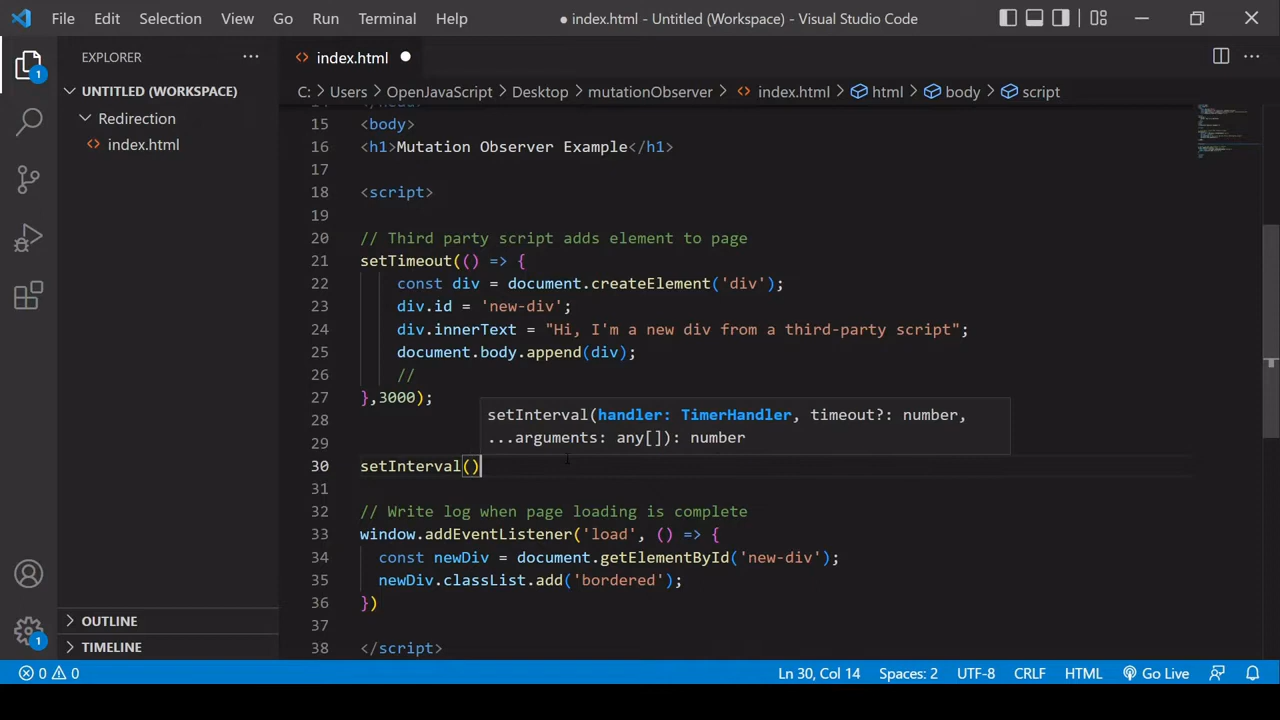 File Edit Selection View Go Run Terminal Help
● index.html - Untitled (Workspace) - Visual Studio Code
EXPLORER
index.html
UNTITLED (WORKSPACE)
Redirection
index.html
C: > Users > OpenJavaScript > Desktop > mutationObserver > index.html > html > body > script
15 <body>
16 <h1>Mutation Observer Example</h1>
17
18 <script>
19
20 // Third party script adds element to page
21 setTimeout(() => {
22 const div = document.createElement('div');
23 div.id = 'new-div';
24 div.innerText = "Hi, I'm a new div from a third-party script";
25 document.body.append(div);
26 //
27 },3000);
28
29
setInterval(handler: TimerHandler, timeout?: number,
...arguments: any[]): number
30 setInterval()
31
32 // Write log when page loading is complete
33 window.addEventListener('load', () => {
34 const newDiv = document.getElementById('new-div');
35 newDiv.classList.add('bordered');
36 })
37
38 </script>
1
1
OUTLINE
TIMELINE
0 0
Ln 30, Col 14 Spaces: 2 UTF-8 CRLF HTML Go Live